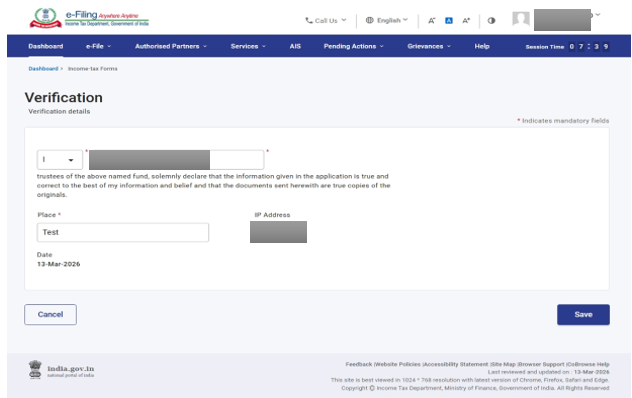 e-Filing Anywhere Anytime
Income Tax Department, Government of India
Call Us
English
A-
A
A+
Dashboard e-File Authorised Partners Services AIS Pending Actions Grievances Help Session Time 0 7 : 3 9
Dashboard > Income-tax Forms
Verification
Verification details
* Indicates mandatory fields
I * *
trustees of the above named fund, solemnly declare that the information given in the application is true and
correct to the best of my information and belief and that the documents sent herewith are true copies of the
originals.
Place * IP Address
Test
Date
13-Mar-2026
Cancel Save
india.gov.in
national portal of india
Feedback |Website Policies |Accessibility Statement |Site Map |Browser Support |CoBrowse Help
Last reviewed and updated on : 13-Mar-2026
This site is best viewed in 1024 * 768 resolution with latest version of Chrome, Firefox, Safari and Edge.
Copyright © Income Tax Department, Ministry of Finance, Government of India. All Rights Reserved